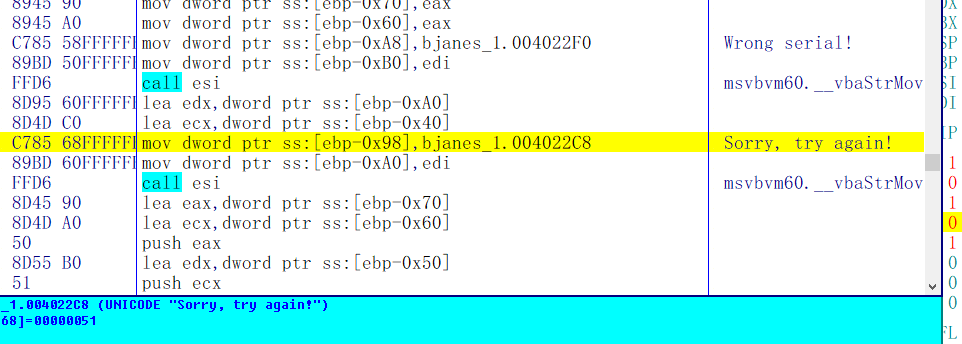 8945 90 mov dword ptr ss:[ebp-0x70],eax
8945 A0 mov dword ptr ss:[ebp-0x60],eax
C785 58FFFFFF mov dword ptr ss:[ebp-0xA8],bjanes_1.004022F0 Wrong serial!
89BD 50FFFFFF mov dword ptr ss:[ebp-0xB0],edi
FFD6 call esi msvbvm60.__vbaStrMov
8D95 60FFFFFF lea edx,dword ptr ss:[ebp-0xA0]
8D4D C0 lea ecx,dword ptr ss:[ebp-0x40]
C785 68FFFFFF mov dword ptr ss:[ebp-0x98],bjanes_1.004022C8 Sorry, try again!
89BD 60FFFFFF mov dword ptr ss:[ebp-0xA0],edi
FFD6 call esi msvbvm60.__vbaStrMov
8D45 90 lea eax,dword ptr ss:[ebp-0x70]
8D4D A0 lea ecx,dword ptr ss:[ebp-0x60]
50 push eax
8D55 B0 lea edx,dword ptr ss:[ebp-0x50]
51 push ecx
_1.004022C8 (UNICODE "Sorry, try again!")
68]=00000051
DX
BX
SP
BP
SI
DI
IP
1
0
1
0
1
0
0
0
FL